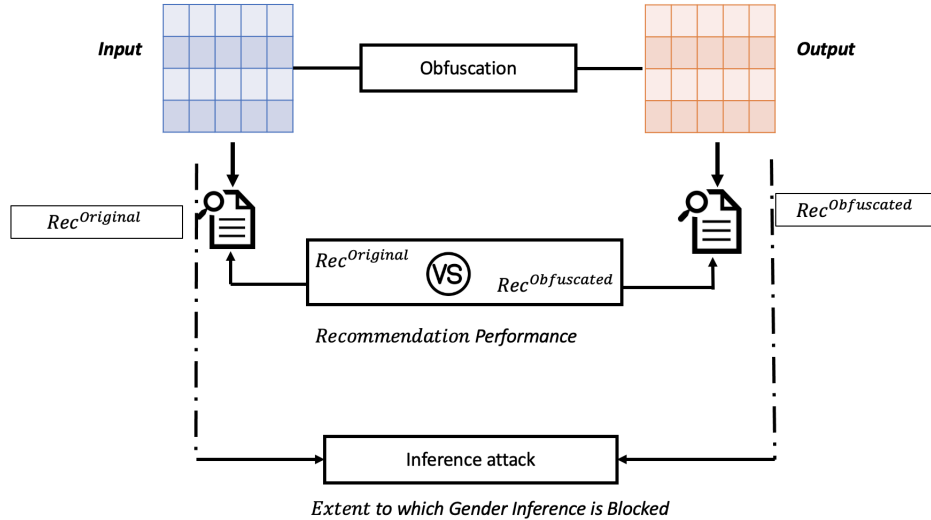 Input
Obfuscation
Output
Rec^Original
Rec^Obfuscated
Rec^Original
VS
Rec^Obfuscated
Recommendation Performance
Inference attack
Extent to which Gender Inference is Blocked